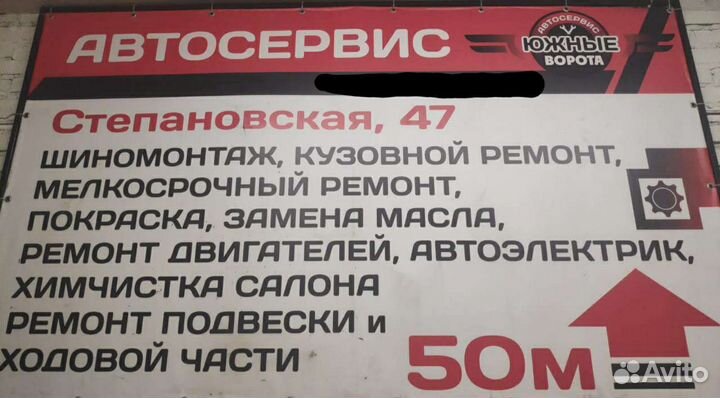 АВТОСЕРВИС
АВТОСЕРВИС
ЮЖНЫЕ
ВОРОТА
Степановская, 47
ШИНОМОНТАЖ, КУЗОВНОЙ РЕМОНТ,
МЕЛКОСРОЧНЫЙ РЕМОНТ,
ПОКРАСКА, ЗАМЕНА МАСЛА,
РЕМОНТ ДВИГАТЕЛЕЙ, АВТОЭЛЕКТРИК,
ХИМЧИСТКА САЛОНА
РЕМОНТ ПОДВЕСКИ и
ХОДОВОЙ ЧАСТИ
50м
Avito